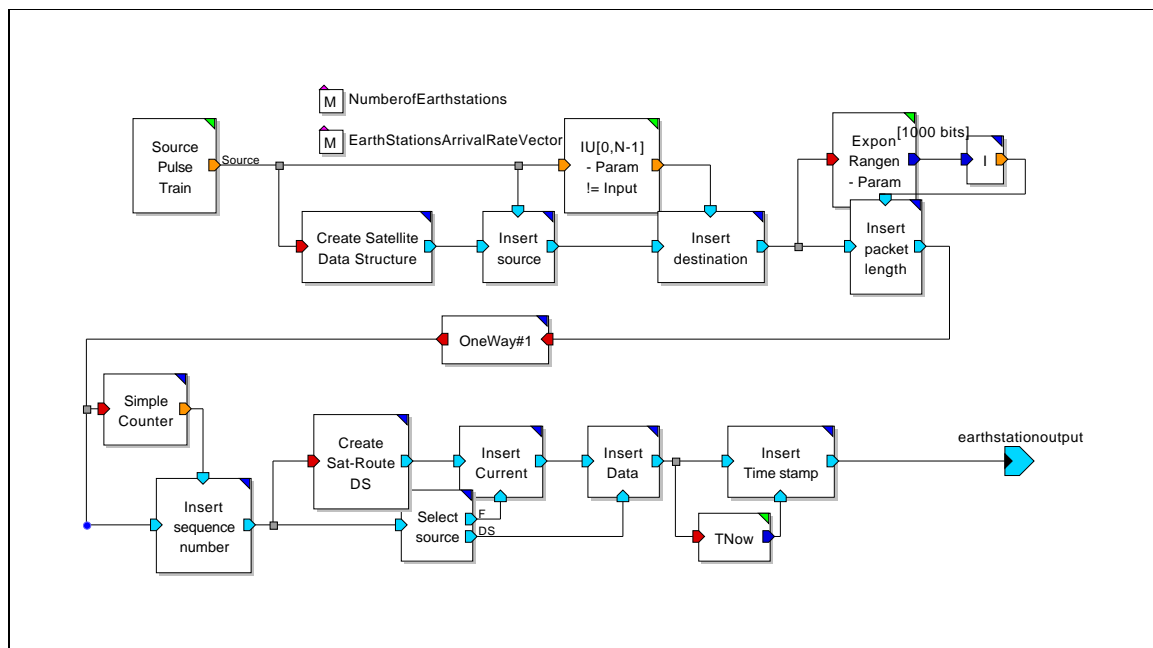 M NumberofEarthstations
M EarthStationsArrivalRateVector
Source
Pulse
Train
Source
IU[0,N-1]
- Param
!= Input
Expon
Rangen
- Param
[1000 bits]
I
Create Satellite
Data Structure
Insert
source
Insert
destination
Insert
packet
length
OneWay#1
Simple
Counter
Insert
sequence
number
Create
Sat-Route
DS
Select
source
F
DS
Insert
Current
Insert
Data
Insert
Time stamp
TNow
earthstationoutput